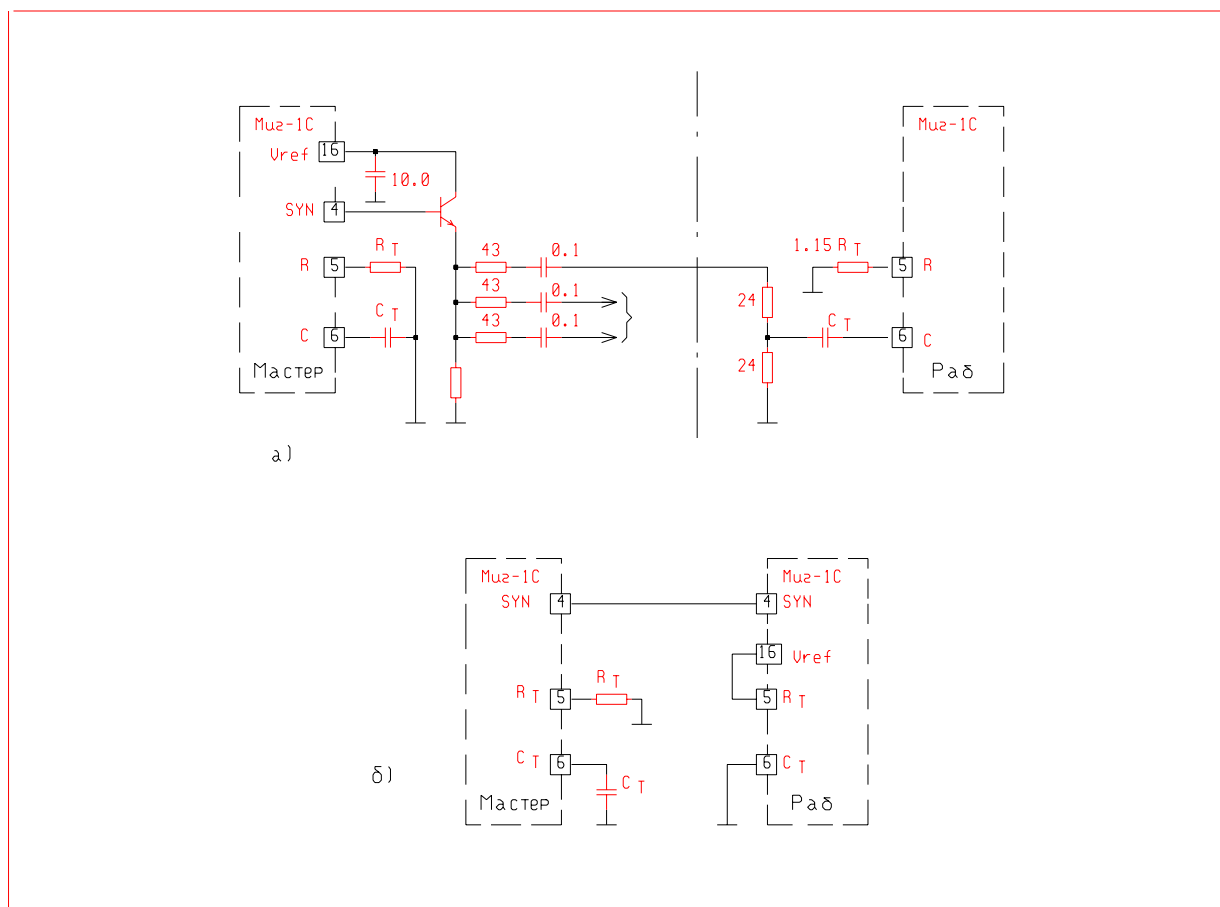 Миг-1С
Vref 16
10.0
SYN 4
R 5
R T
C 6
C T
Мастер
43 0.1
43 0.1
43 0.1
24
24
Миг-1С
1.15 R T
5 R
C T
6 C
Раб
а)
Миг-1С
SYN 4
R T 5
R T
C T 6
C T
Мастер
Миг-1С
4 SYN
16 Vref
5 R T
6 C T
Раб
б)